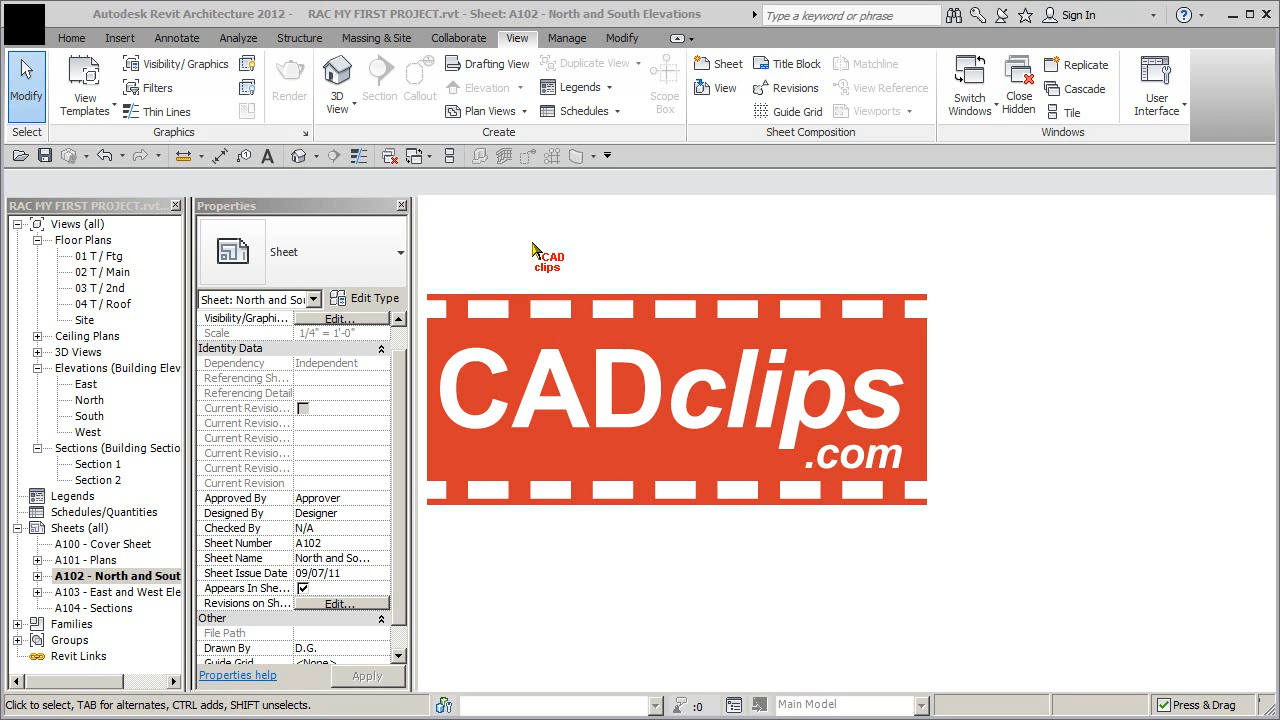 Autodesk Revit Architecture 2012 - RAC MY FIRST PROJECT.rvt - Sheet: A102 - North and South Elevations
Type a keyword or phrase
Sign In
Home Insert Annotate Analyze Structure Massing & Site Collaborate View Manage Modify
Modify
View Templates
Visibility/ Graphics
Filters
Thin Lines
Render
3D View
Section
Callout
Drafting View
Elevation
Plan Views
Duplicate View
Legends
Schedules
Scope Box
Sheet
View
Title Block
Revisions
Guide Grid
Matchline
View Reference
Viewports
Switch Windows
Close Hidden
Replicate
Cascade
Tile
User Interface
Select Graphics Create Sheet Composition Windows
RAC MY FIRST PROJECT.rvt...
Views (all)
Floor Plans
01 T / Ftg
02 T / Main
03 T / 2nd
04 T / Roof
Site
Ceiling Plans
3D Views
Elevations (Building Elev
East
North
South
West
Sections (Building Section
Section 1
Section 2
Legends
Schedules/Quantities
Sheets (all)
A100 - Cover Sheet
A101 - Plans
A102 - North and Sout
A103 - East and West Ele
A104 - Sections
Families
Groups
Revit Links
Properties
Sheet
Sheet: North and Sou
Edit Type
Visibility/Graphi... Edit...
Scale 1/4" = 1'-0"
Identity Data
Dependency Independent
Referencing Sh...
Referencing Detail
Current Revisio...
Current Revisio...
Current Revisio...
Current Revisio...
Current Revisio...
Current Revision
Approved By Approver
Designed By Designer
Checked By N/A
Sheet Number A102
Sheet Name North and So...
Sheet Issue Date 09/07/11
Appears In She...
Revisions on Sh... Edit...
Other
File Path
Drawn By D.G.
Guide Grid <None>
Properties help
Apply
CAD
clips
CADclips
.com
Click to select, TAB for alternates, CTRL adds, SHIFT unselects.
:0
Main Model
Press & Drag